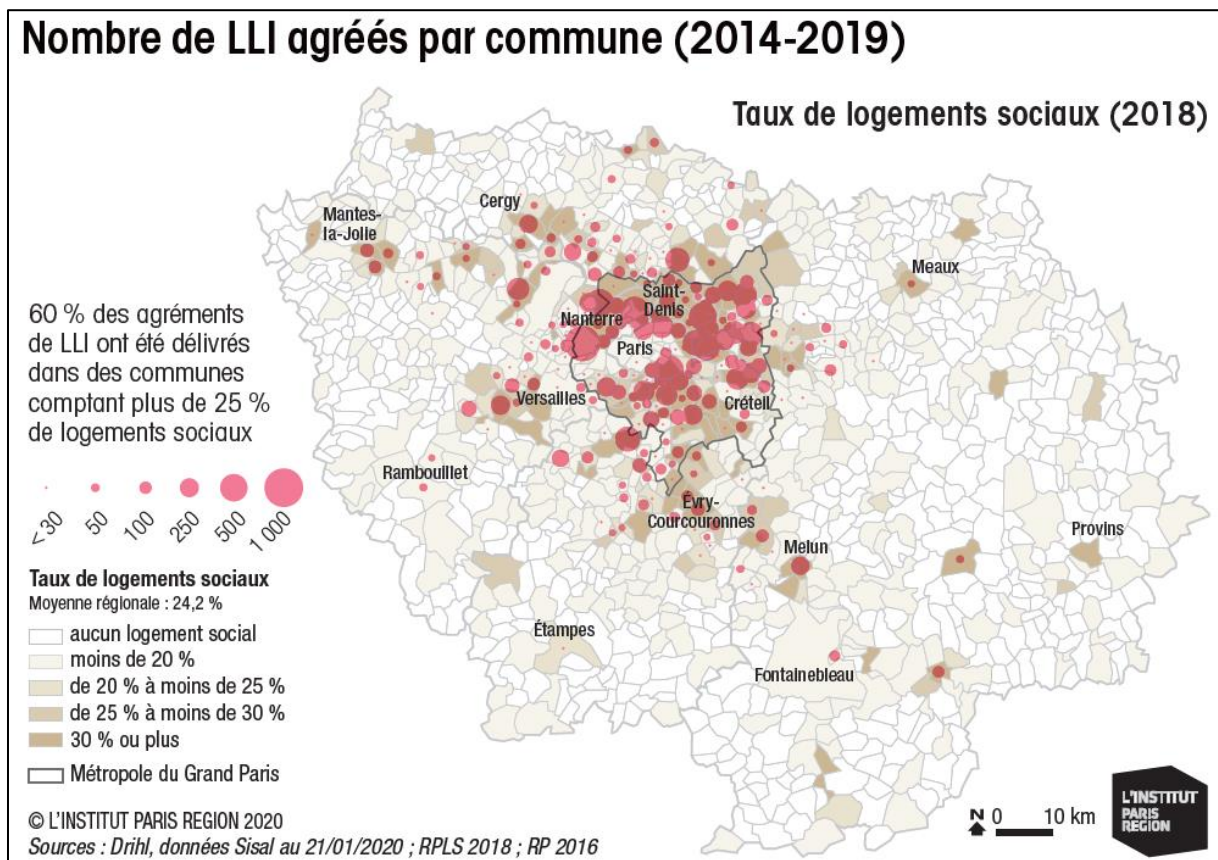 Nombre de LLI agréés par commune (2014-2019)
Taux de logements sociaux (2018)
Cergy
Mantes-
la-Jolie
Meaux
60 % des agréments
de LLI ont été délivrés
dans des communes
comptant plus de 25 %
de logements sociaux
Saint-
Denis
Nanterre
Paris
Versailles
Créteil
Rambouillet
<30
50
100
250
500
1 000
Évry-
Courcouronnes
Provins
Melun
Taux de logements sociaux
Moyenne régionale : 24,2 %
aucun logement social
moins de 20 %
de 20 % à moins de 25 %
de 25 % à moins de 30 %
30 % ou plus
Métropole du Grand Paris
Étampes
Fontainebleau
© L'INSTITUT PARIS REGION 2020
Sources : Drihl, données Sisal au 21/01/2020 ; RPLS 2018 ; RP 2016
N 0 10 km
L'INSTITUT
PARIS
REGION